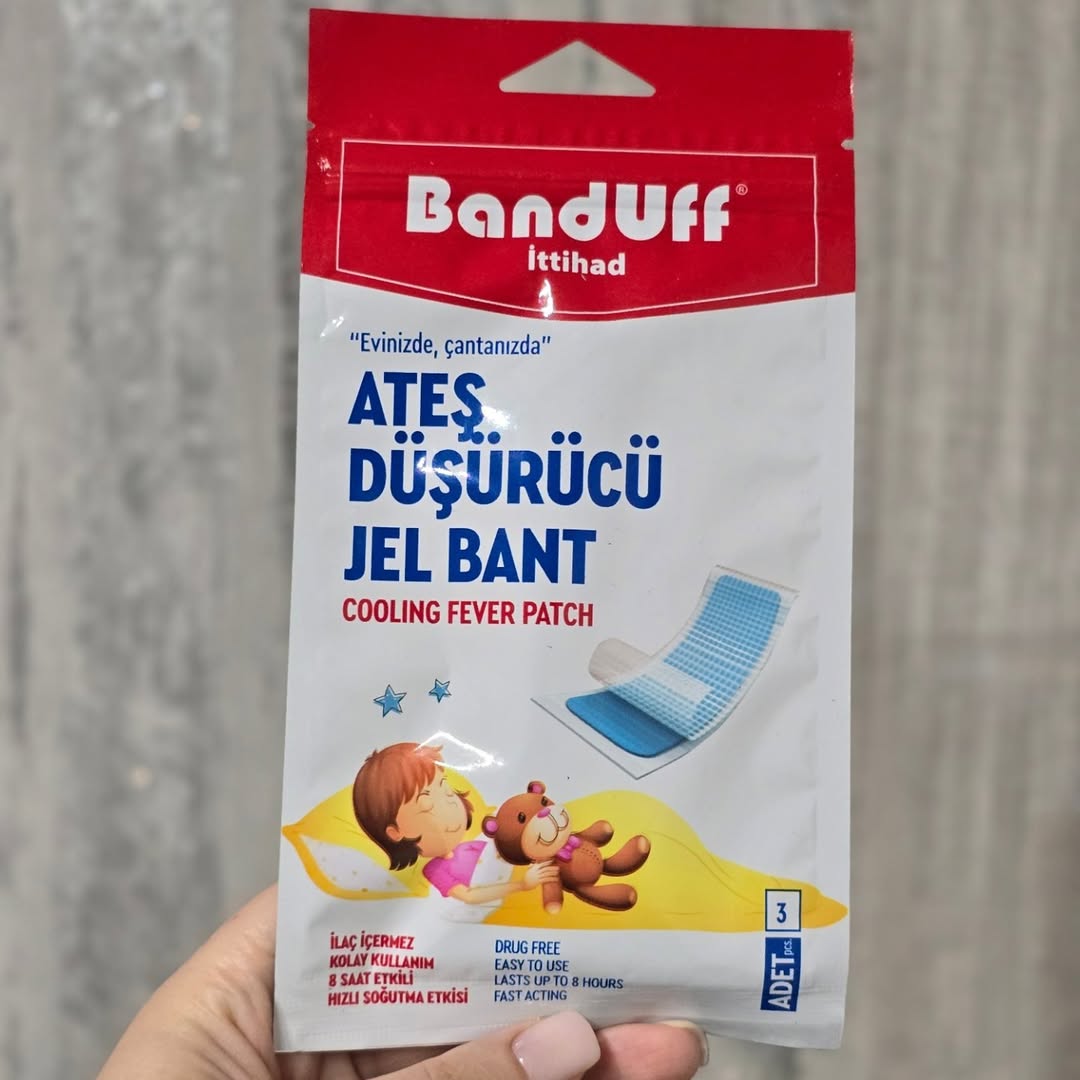 BandUff®
İttihad
"Evinizde, çantanızda"
ATEŞ
DÜŞÜRÜCÜ
JEL BANT
COOLING FEVER PATCH
İLAÇ İÇERMEZ
KOLAY KULLANIM
8 SAAT ETKİLİ
HIZLI SOĞUTMA ETKİSİ
DRUG FREE
EASY TO USE
LASTS UP TO 8 HOURS
FAST ACTING
3
ADET pcs.